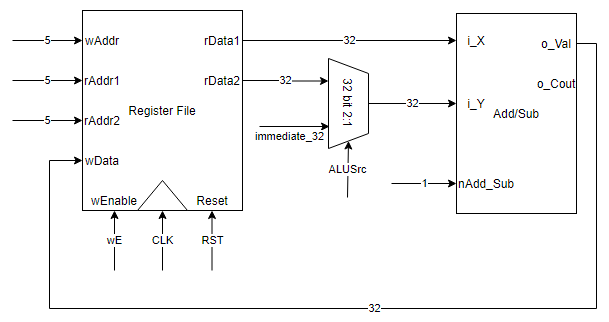 5 wAddr rData1 32 i_X o_Val
5 rAddr1 rData2 32 32 bit 2:1 o_Cout
Register File 32 i_Y Add/Sub
5 rAddr2
immediate_32
wData ALUSrc
1 nAdd_Sub
wEnable Reset
wE CLK RST
32